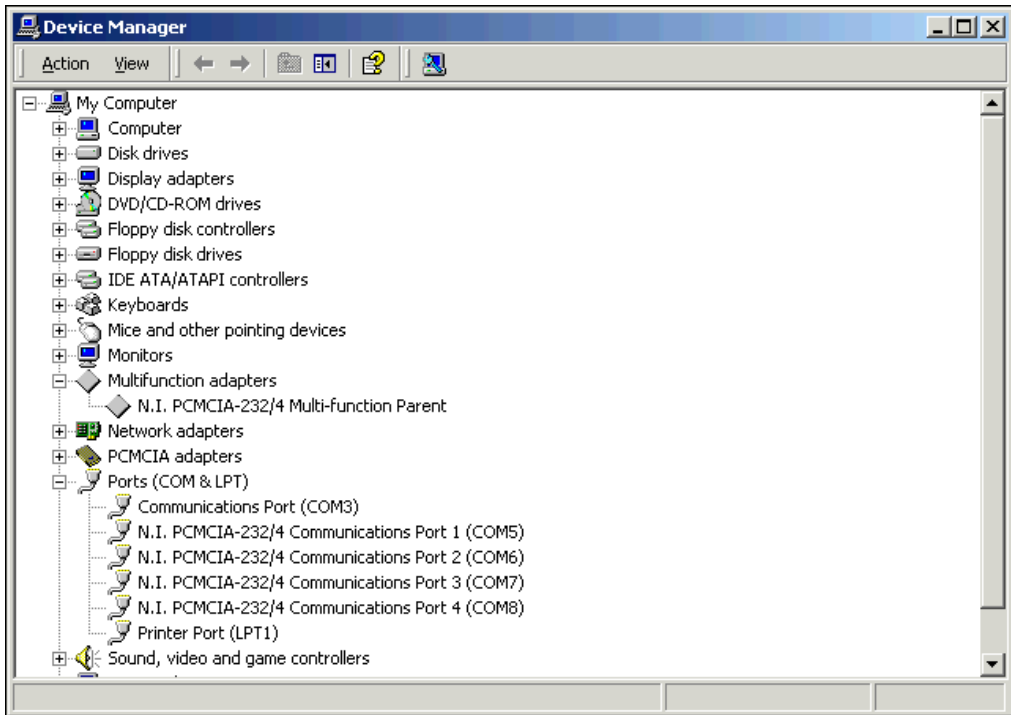 Device Manager
Action View
My Computer
Computer
Disk drives
Display adapters
DVD/CD-ROM drives
Floppy disk controllers
Floppy disk drives
IDE ATA/ATAPI controllers
Keyboards
Mice and other pointing devices
Monitors
Multifunction adapters
N.I. PCMCIA-232/4 Multi-function Parent
Network adapters
PCMCIA adapters
Ports (COM & LPT)
Communications Port (COM3)
N.I. PCMCIA-232/4 Communications Port 1 (COM5)
N.I. PCMCIA-232/4 Communications Port 2 (COM6)
N.I. PCMCIA-232/4 Communications Port 3 (COM7)
N.I. PCMCIA-232/4 Communications Port 4 (COM8)
Printer Port (LPT1)
Sound, video and game controllers